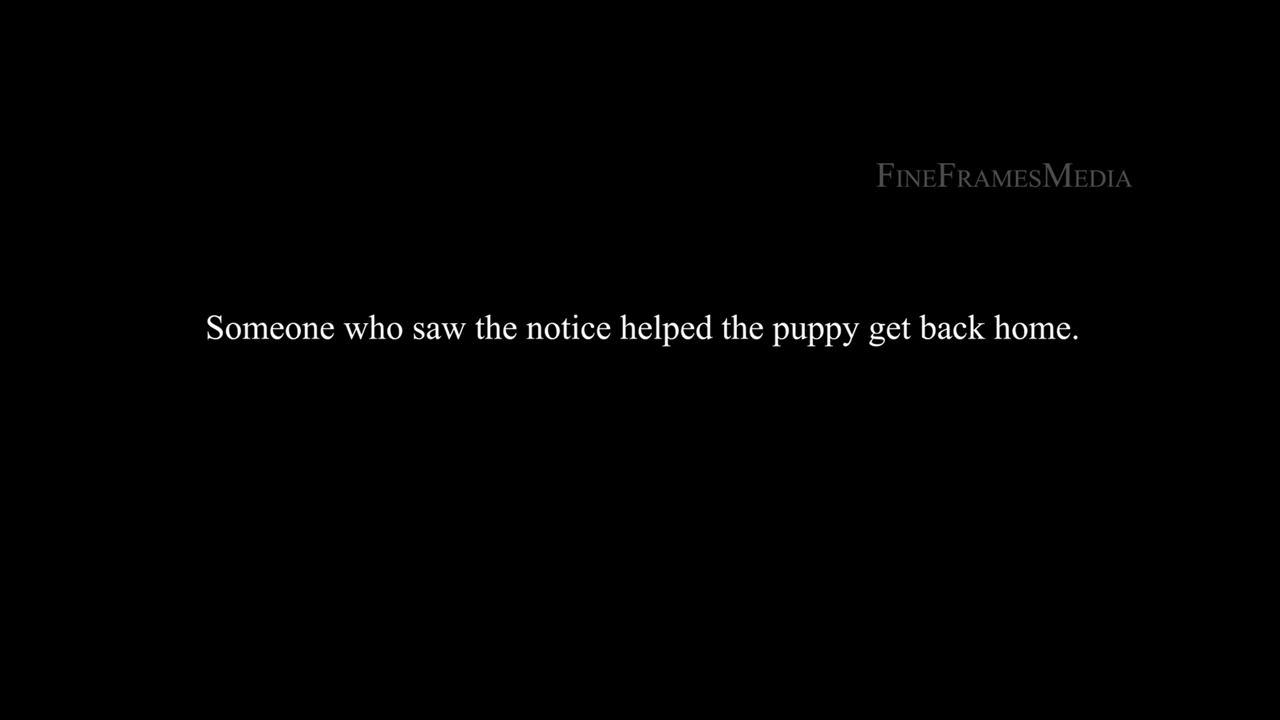 FineFramesMedia
Someone who saw the notice helped the puppy get back home.